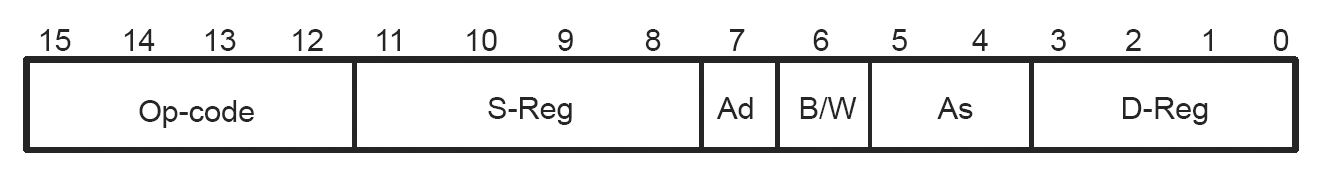 15 14 13 12 11 10 9 8 7 6 5 4 3 2 1 0
Op-code S-Reg Ad B/W As D-Reg